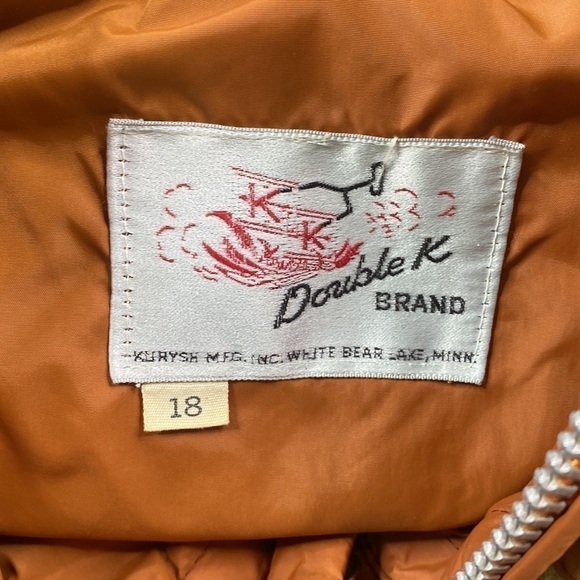 K
K
Double K
BRAND
KURYSH MFG. INC. WHITE BEAR LAKE, MINN.
18